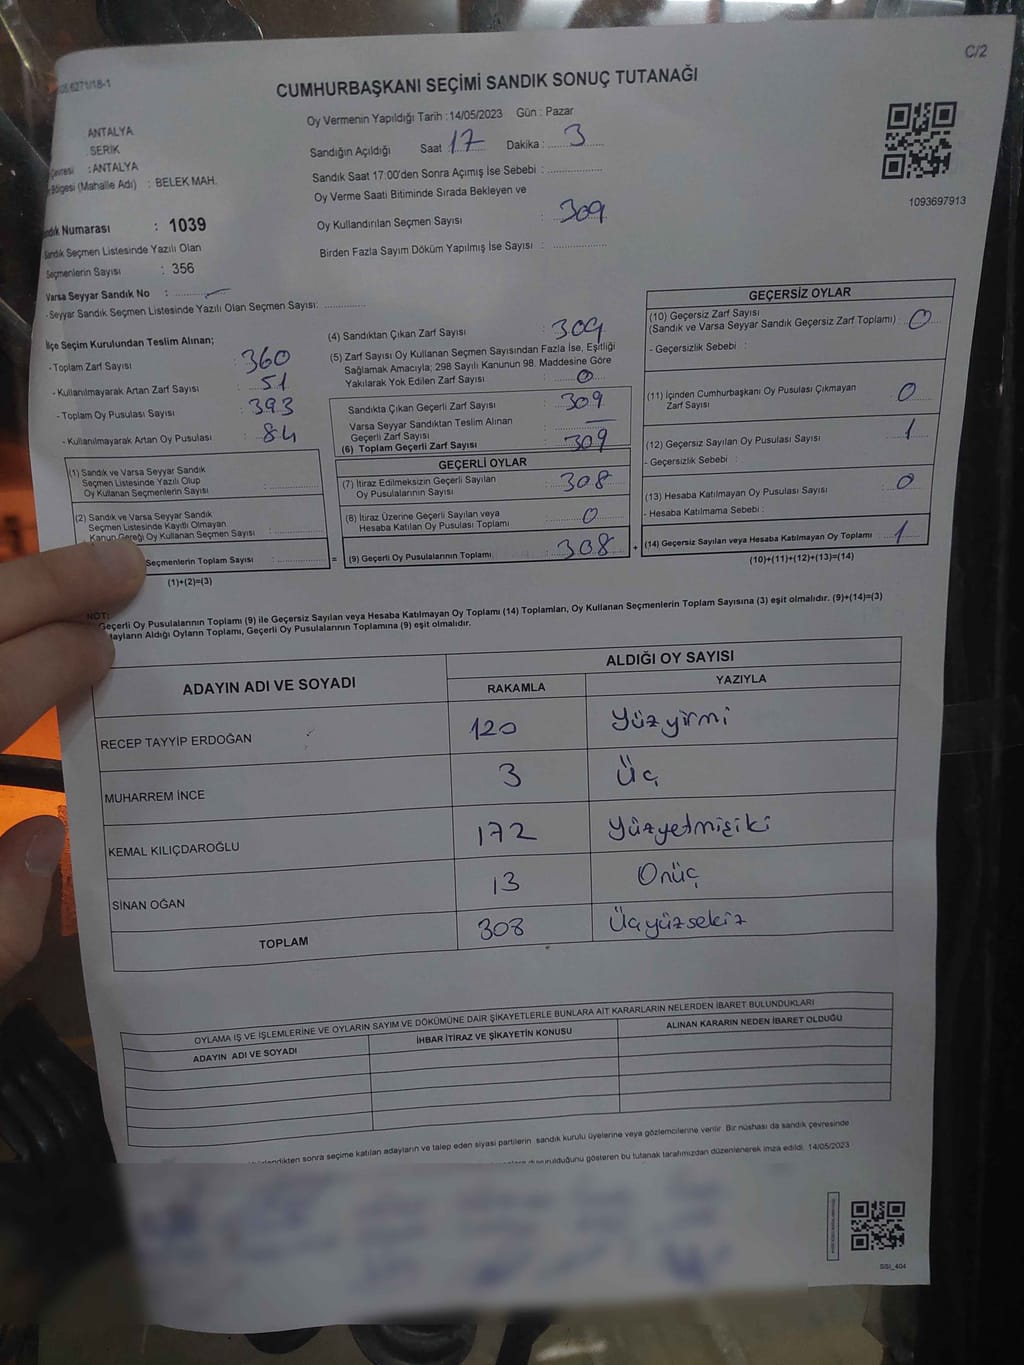 6271/18-1
C/2
CUMHURBAŞKANI SEÇİMİ SANDIK SONUÇ TUTANAĞI
ANTALYA
SERİK
Çevresi : ANTALYA
Bölgesi (Mahalle Adı) : BELEK MAH.
Numarası : 1039
Sandık Seçmen Listesinde Yazılı Olan
Seçmenlerin Sayısı : 356
Varsa Seyyar Sandık No :
-Seyyar Sandık Seçmen Listesinde Yazılı Olan Seçmen Sayısı:
Oy Vermenin Yapıldığı Tarih :14/05/2023 Gün : Pazar
Sandığın Açıldığı Saat 17 Dakika : 3
Sandık Saat 17:00'den Sonra Açımış İse Sebebi :
Oy Verme Saati Bitiminde Sırada Bekleyen ve
Oy Kullandırılan Seçmen Sayısı : 309
Birden Fazla Sayım Döküm Yapılmış İse Sayısı :
1093697913
İlçe Seçim Kurulundan Teslim Alınan;
- Toplam Zarf Sayısı : 360
- Kullanılmayarak Artan Zarf Sayısı : 51
- Toplam Oy Pusulası Sayısı : 393
- Kullanılmayarak Artan Oy Pusulası : 84
(1) Sandık ve Varsa Seyyar Sandık
Seçmen Listesinde Yazılı Olup
Oy Kullanan Seçmenlerin Sayısı :
(2) Sandık ve Varsa Seyyar Sandık
Seçmen Listesinde Kayıtlı Olmayan
Kanun Gereği Oy Kullanan Seçmen Sayısı :
Seçmenlerin Toplam Sayısı :
(1)+(2)=(3)
(4) Sandıktan Çıkan Zarf Sayısı : 309
(5) Zarf Sayısı Oy Kullanan Seçmen Sayısından Fazla İse, Eşitliği
Sağlamak Amacıyla; 298 Sayılı Kanunun 98. Maddesine Göre
Yakılarak Yok Edilen Zarf Sayısı : 0
Sandıkta Çıkan Geçerli Zarf Sayısı : 309
Varsa Seyyar Sandıktan Teslim Alınan
Geçerli Zarf Sayısı :
(6) Toplam Geçerli Zarf Sayısı : 309
GEÇERLİ OYLAR
(7) İtiraz Edilmeksizin Geçerli Sayılan
Oy Pusulalarının Sayısı : 308
(8) İtiraz Üzerine Geçerli Sayılan veya
Hesaba Katılan Oy Pusulası Toplamı : 0
= (9) Geçerli Oy Pusulalarının Toplamı : 308 +
GEÇERSİZ OYLAR
(10) Geçersiz Zarf Sayısı
(Sandık ve Varsa Seyyar Sandık Geçersiz Zarf Toplamı) : 0
- Geçersizlik Sebebi :
(11) İçinden Cumhurbaşkanı Oy Pusulası Çıkmayan
Zarf Sayısı : 0
(12) Geçersiz Sayılan Oy Pusulası Sayısı : 1
- Geçersizlik Sebebi :
(13) Hesaba Katılmayan Oy Pusulası Sayısı : 0
- Hesaba Katılmama Sebebi :
(14) Geçersiz Sayılan veya Hesaba Katılmayan Oy Toplamı : 1
(10)+(11)+(12)+(13)=(14)
NOT:
Geçerli Oy Pusulalarının Toplamı (9) ile Geçersiz Sayılan veya Hesaba Katılmayan Oy Toplamı (14) Toplamları, Oy Kullanan Seçmenlerin Toplam Sayısına (3) eşit olmalıdır. (9)+(14)=(3)
Aldığı Oyların Toplamı, Geçerli Oy Pusulalarının Toplamına (9) eşit olmalıdır.
ADAYIN ADI VE SOYADI
ALDIĞI OY SAYISI
RAKAMLA YAZIYLA
RECEP TAYYİP ERDOĞAN 120 Yüzyirmi
MUHARREM İNCE 3 Üç
KEMAL KILIÇDAROĞLU 172 Yüzyetmişiki
SİNAN OĞAN 13 Onüç
TOPLAM 308 Üçyüzsekiz
OYLAMA İŞ VE İŞLEMLERİNE VE OYLARIN SAYIM VE DÖKÜMÜNE DAİR ŞİKAYETLERLE BUNLARA AİT KARARLARIN NELERDEN İBARET BULUNDUKLARI
ADAYIN ADI VE SOYADI İHBAR İTİRAZ VE ŞİKAYETİN KONUSU ALINAN KARARIN NEDEN İBARET OLDUĞU
sonra seçime katılan adayların ve talep eden siyasi partilerin sandık kurulu üyelerine veya gözlemcilerine verilir. Bir nüshası da sandık çevresinde
duyurulduğunu gösteren bu tutanak tarafımızdan düzenlenerek imza edildi. 14/05/2023
SSI_404